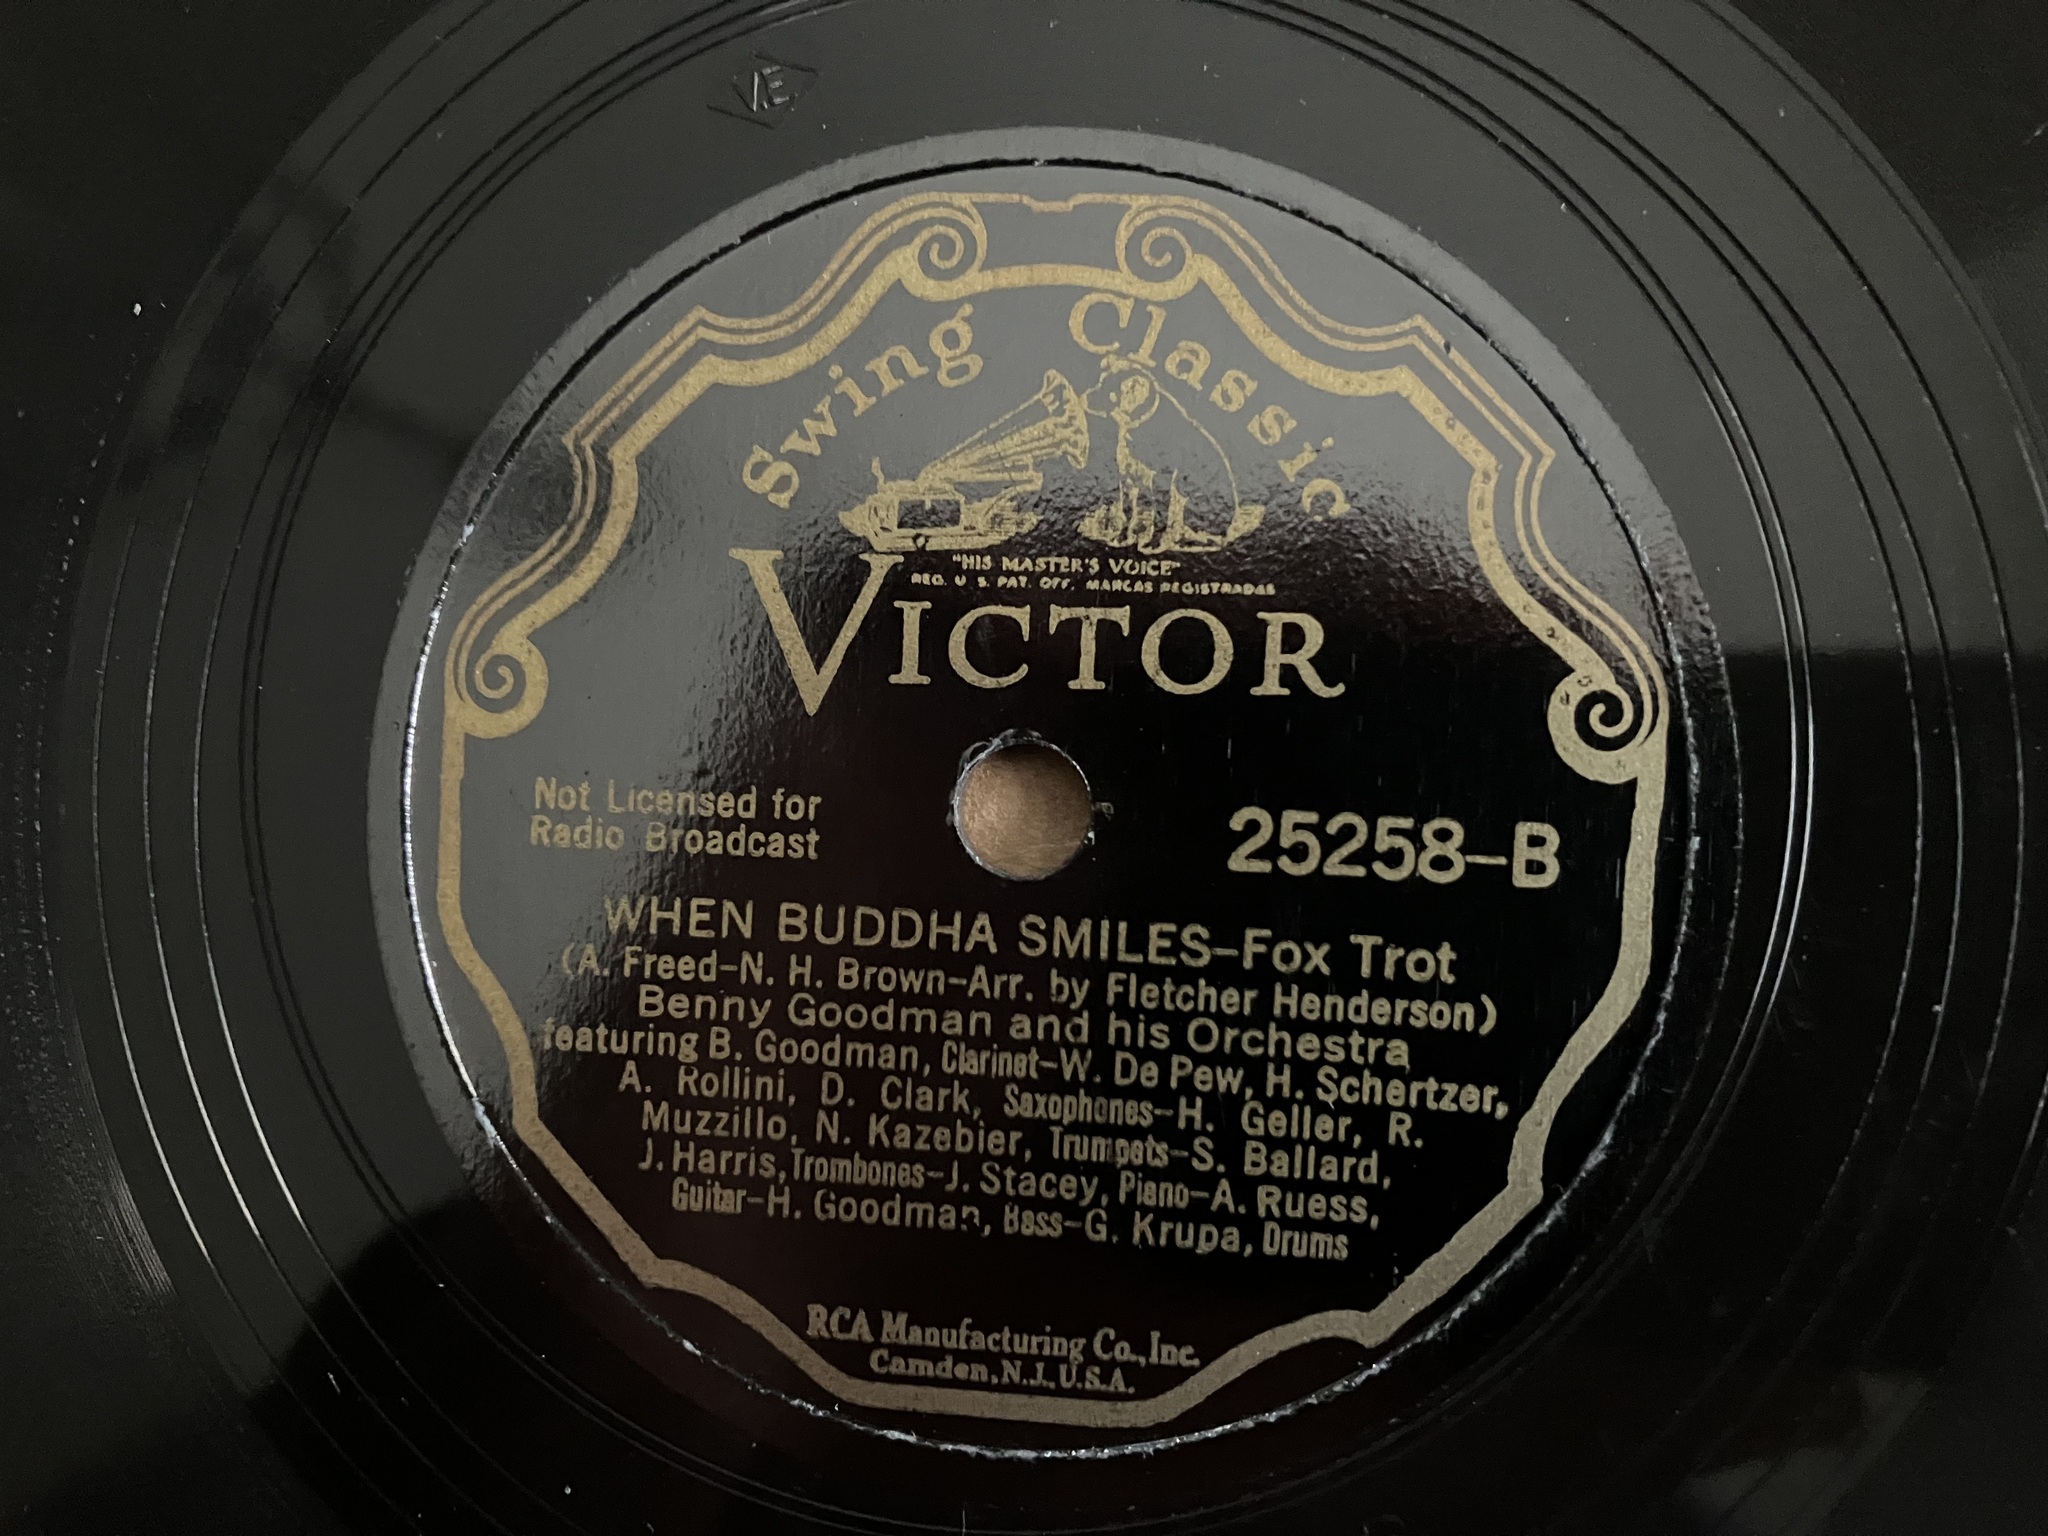 VE
Swing Classic
"HIS MASTER'S VOICE"
REG. U. S. PAT. OFF. MARCAS REGISTRADAS
VICTOR
Not Licensed for
Radio Broadcast
25258-B
WHEN BUDDHA SMILES-Fox Trot
(A. Freed-N. H. Brown-Arr. by Fletcher Henderson)
Benny Goodman and his Orchestra
featuring B. Goodman, Clarinet-W. De Pew, H. Schertzer,
A. Rollini, D. Clark, Saxophones-H. Geller, R.
Muzzillo, N. Kazebier, Trumpets-S. Ballard,
J. Harris, Trombones-J. Stacey, Piano-A. Ruess,
Guitar-H. Goodman, Bass-G. Krupa, Drums
RCA Manufacturing Co., Inc.
Camden, N.J., U.S.A.